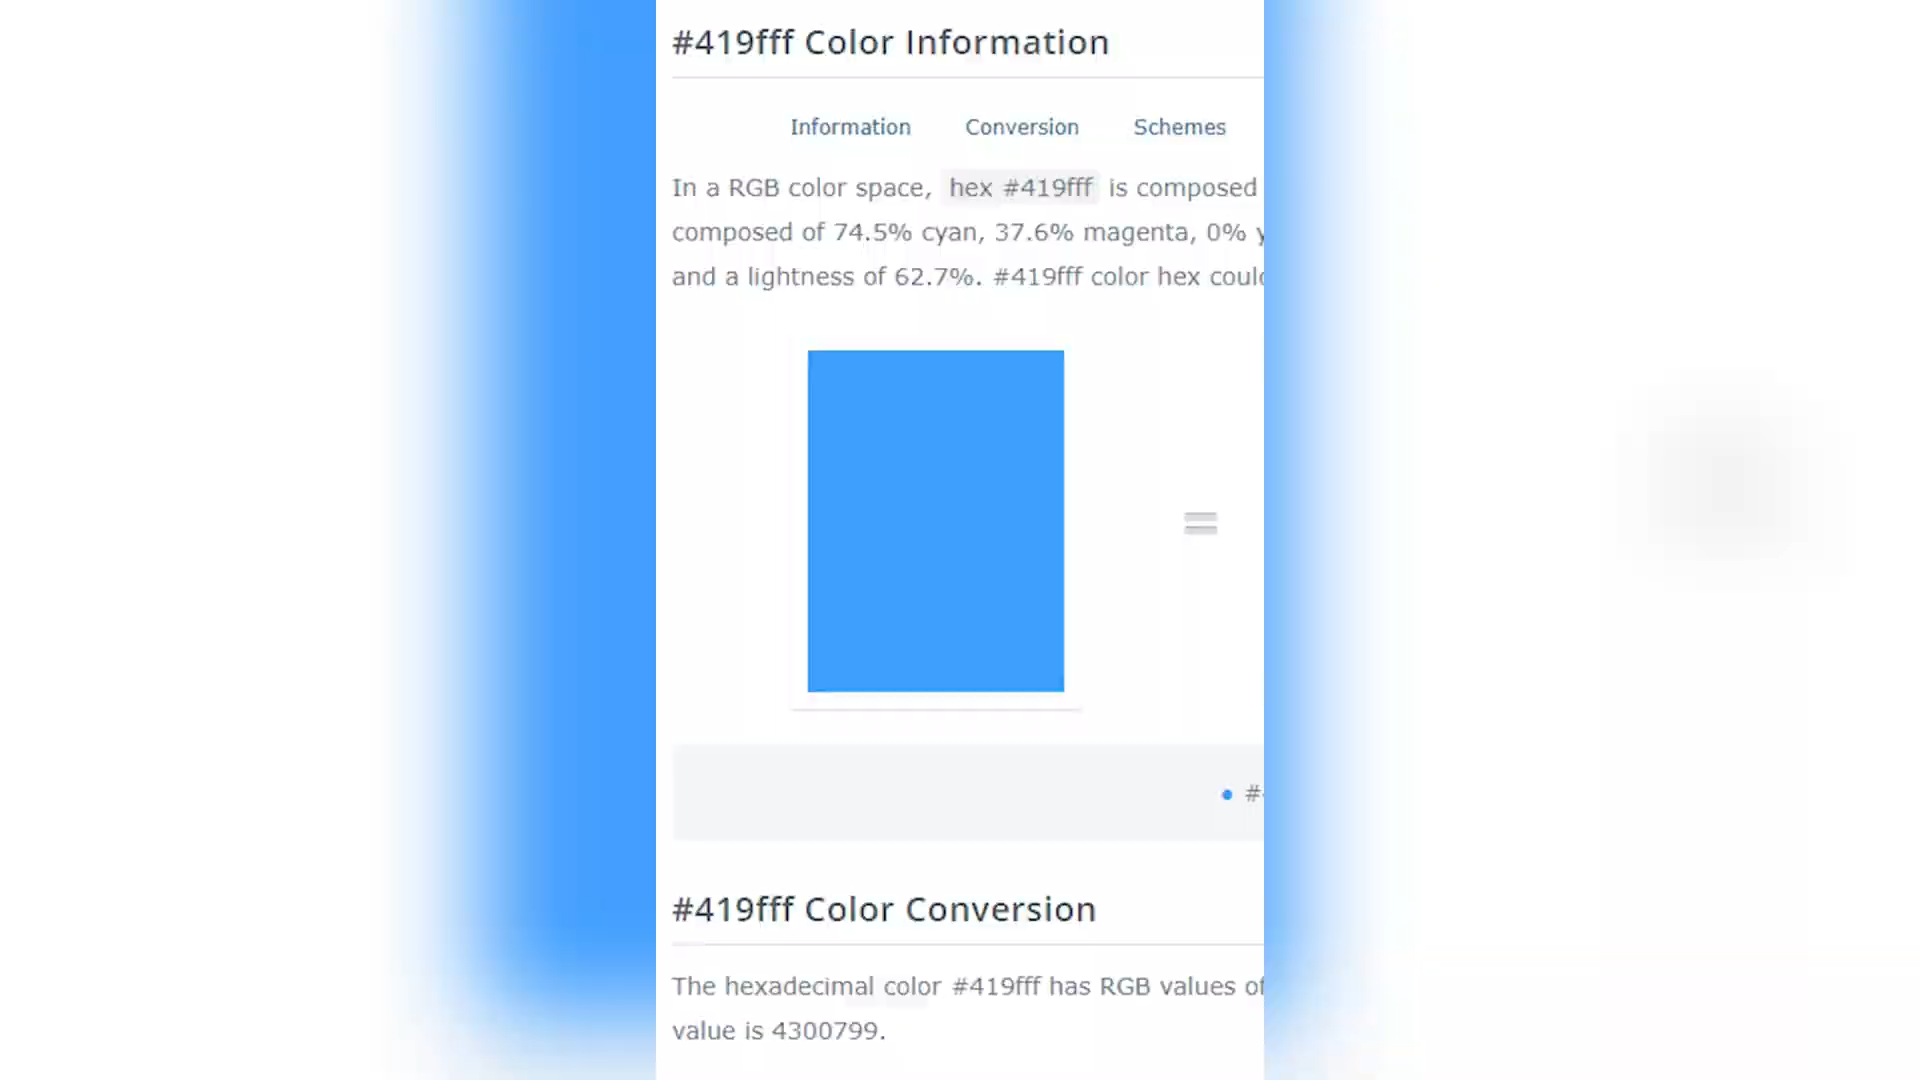 #419fff Color Information
Information Conversion Schemes
In a RGB color space, hex #419fff is composed
composed of 74.5% cyan, 37.6% magenta, 0%
and a lightness of 62.7%. #419fff color hex
#
#419fff Color Conversion
The hexadecimal color #419fff has RGB values of
value is 4300799.